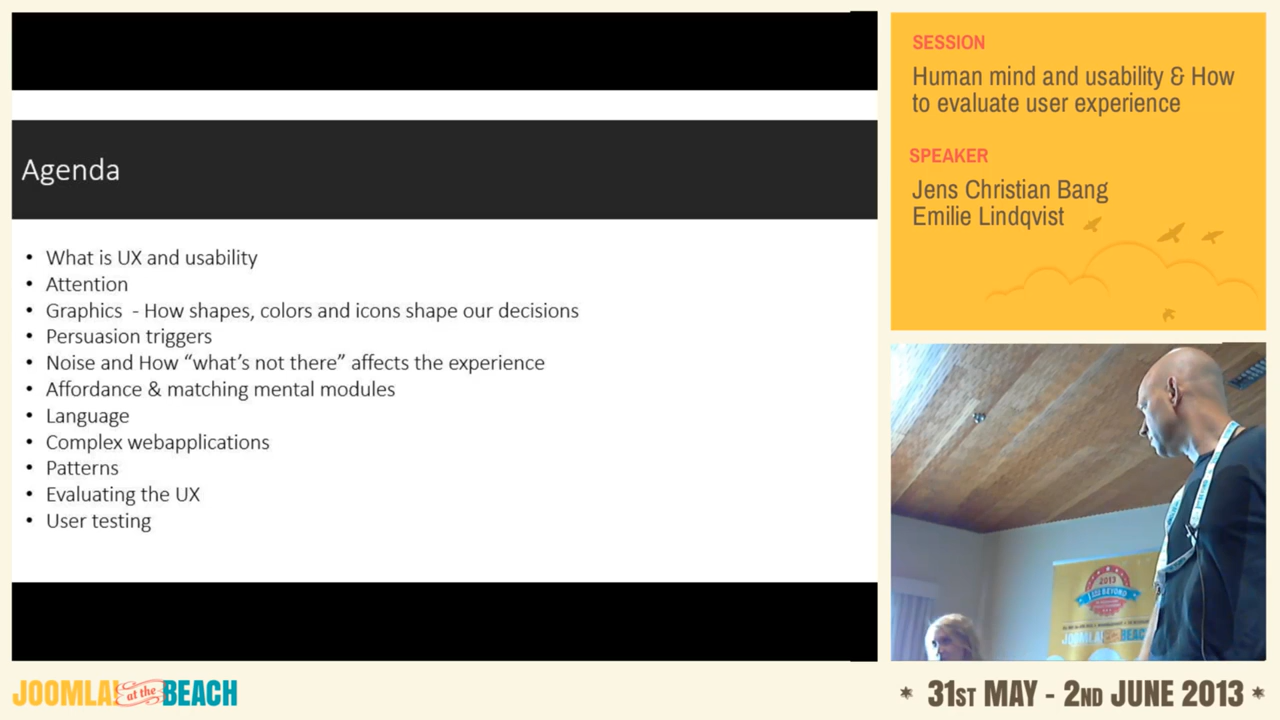 Agenda
• What is UX and usability
• Attention
• Graphics - How shapes, colors and icons shape our decisions
• Persuasion triggers
• Noise and How “what’s not there” affects the experience
• Affordance & matching mental modules
• Language
• Complex webapplications
• Patterns
• Evaluating the UX
• User testing
SESSION
Human mind and usability & How
to evaluate user experience
SPEAKER
Jens Christian Bang
Emilie Lindqvist
2013
JOOMLA! at the BEACH
* 31ST MAY - 2ND JUNE 2013 *